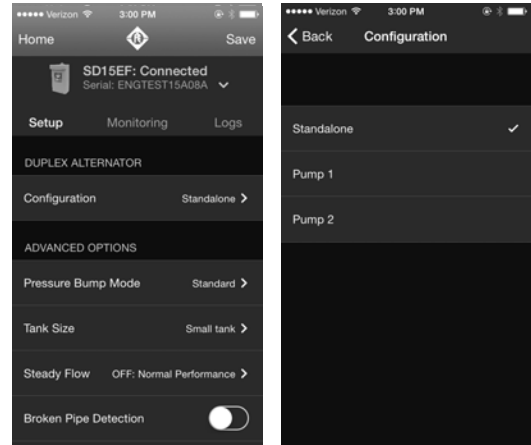 Verizon 3:00 PM
Home Save
SD15EF: Connected
Serial: ENGTEST15A08A
Setup Monitoring Logs
DUPLEX ALTERNATOR
Configuration Standalone
ADVANCED OPTIONS
Pressure Bump Mode Standard
Tank Size Small tank
Steady Flow OFF: Normal Performance
Broken Pipe Detection
Verizon 3:00 PM
Back Configuration
Standalone
Pump 1
Pump 2